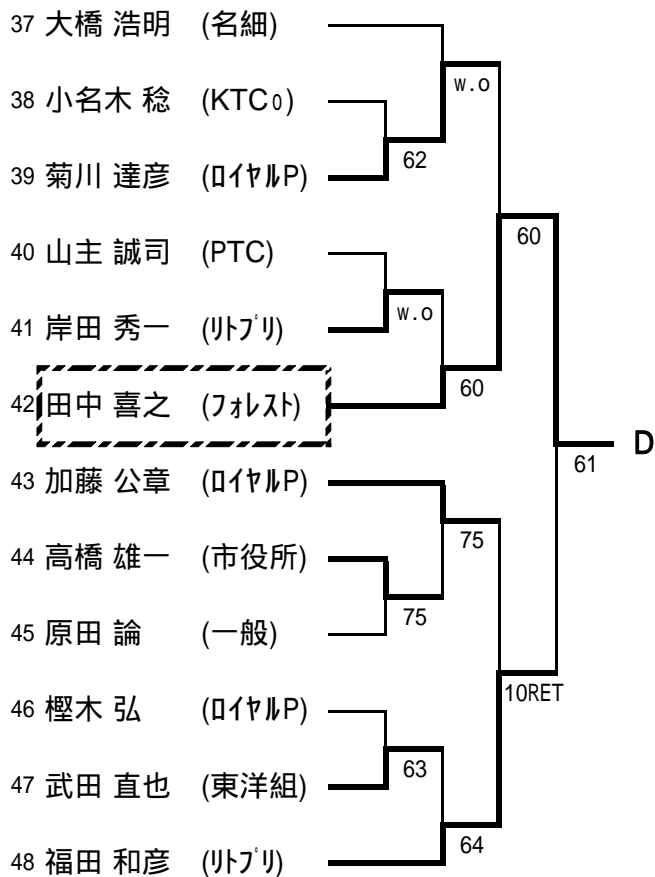 37 大橋 浩明 (名細)
w.o
38 小名木 稔 (KTC0)
62
39 菊川 達彦 (ﾛｲﾔﾙP)
60
40 山主 誠司 (PTC)
w.o
41 岸田 秀一 (ﾘﾄﾌﾟﾘ)
60
42 田中 喜之 (フォレスト)
D
61
43 加藤 公章 (ﾛｲﾔﾙP)
75
44 高橋 雄一 (市役所)
75
45 原田 論 (一般)
10RET
46 樫木 弘 (ﾛｲﾔﾙP)
63
47 武田 直也 (東洋組)
64
48 福田 和彦 (ﾘﾄﾌﾟﾘ)